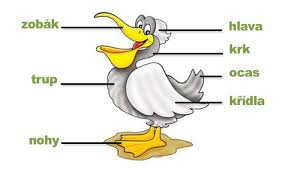 zobák
hlava
krk
ocas
trup
křídla
nohy